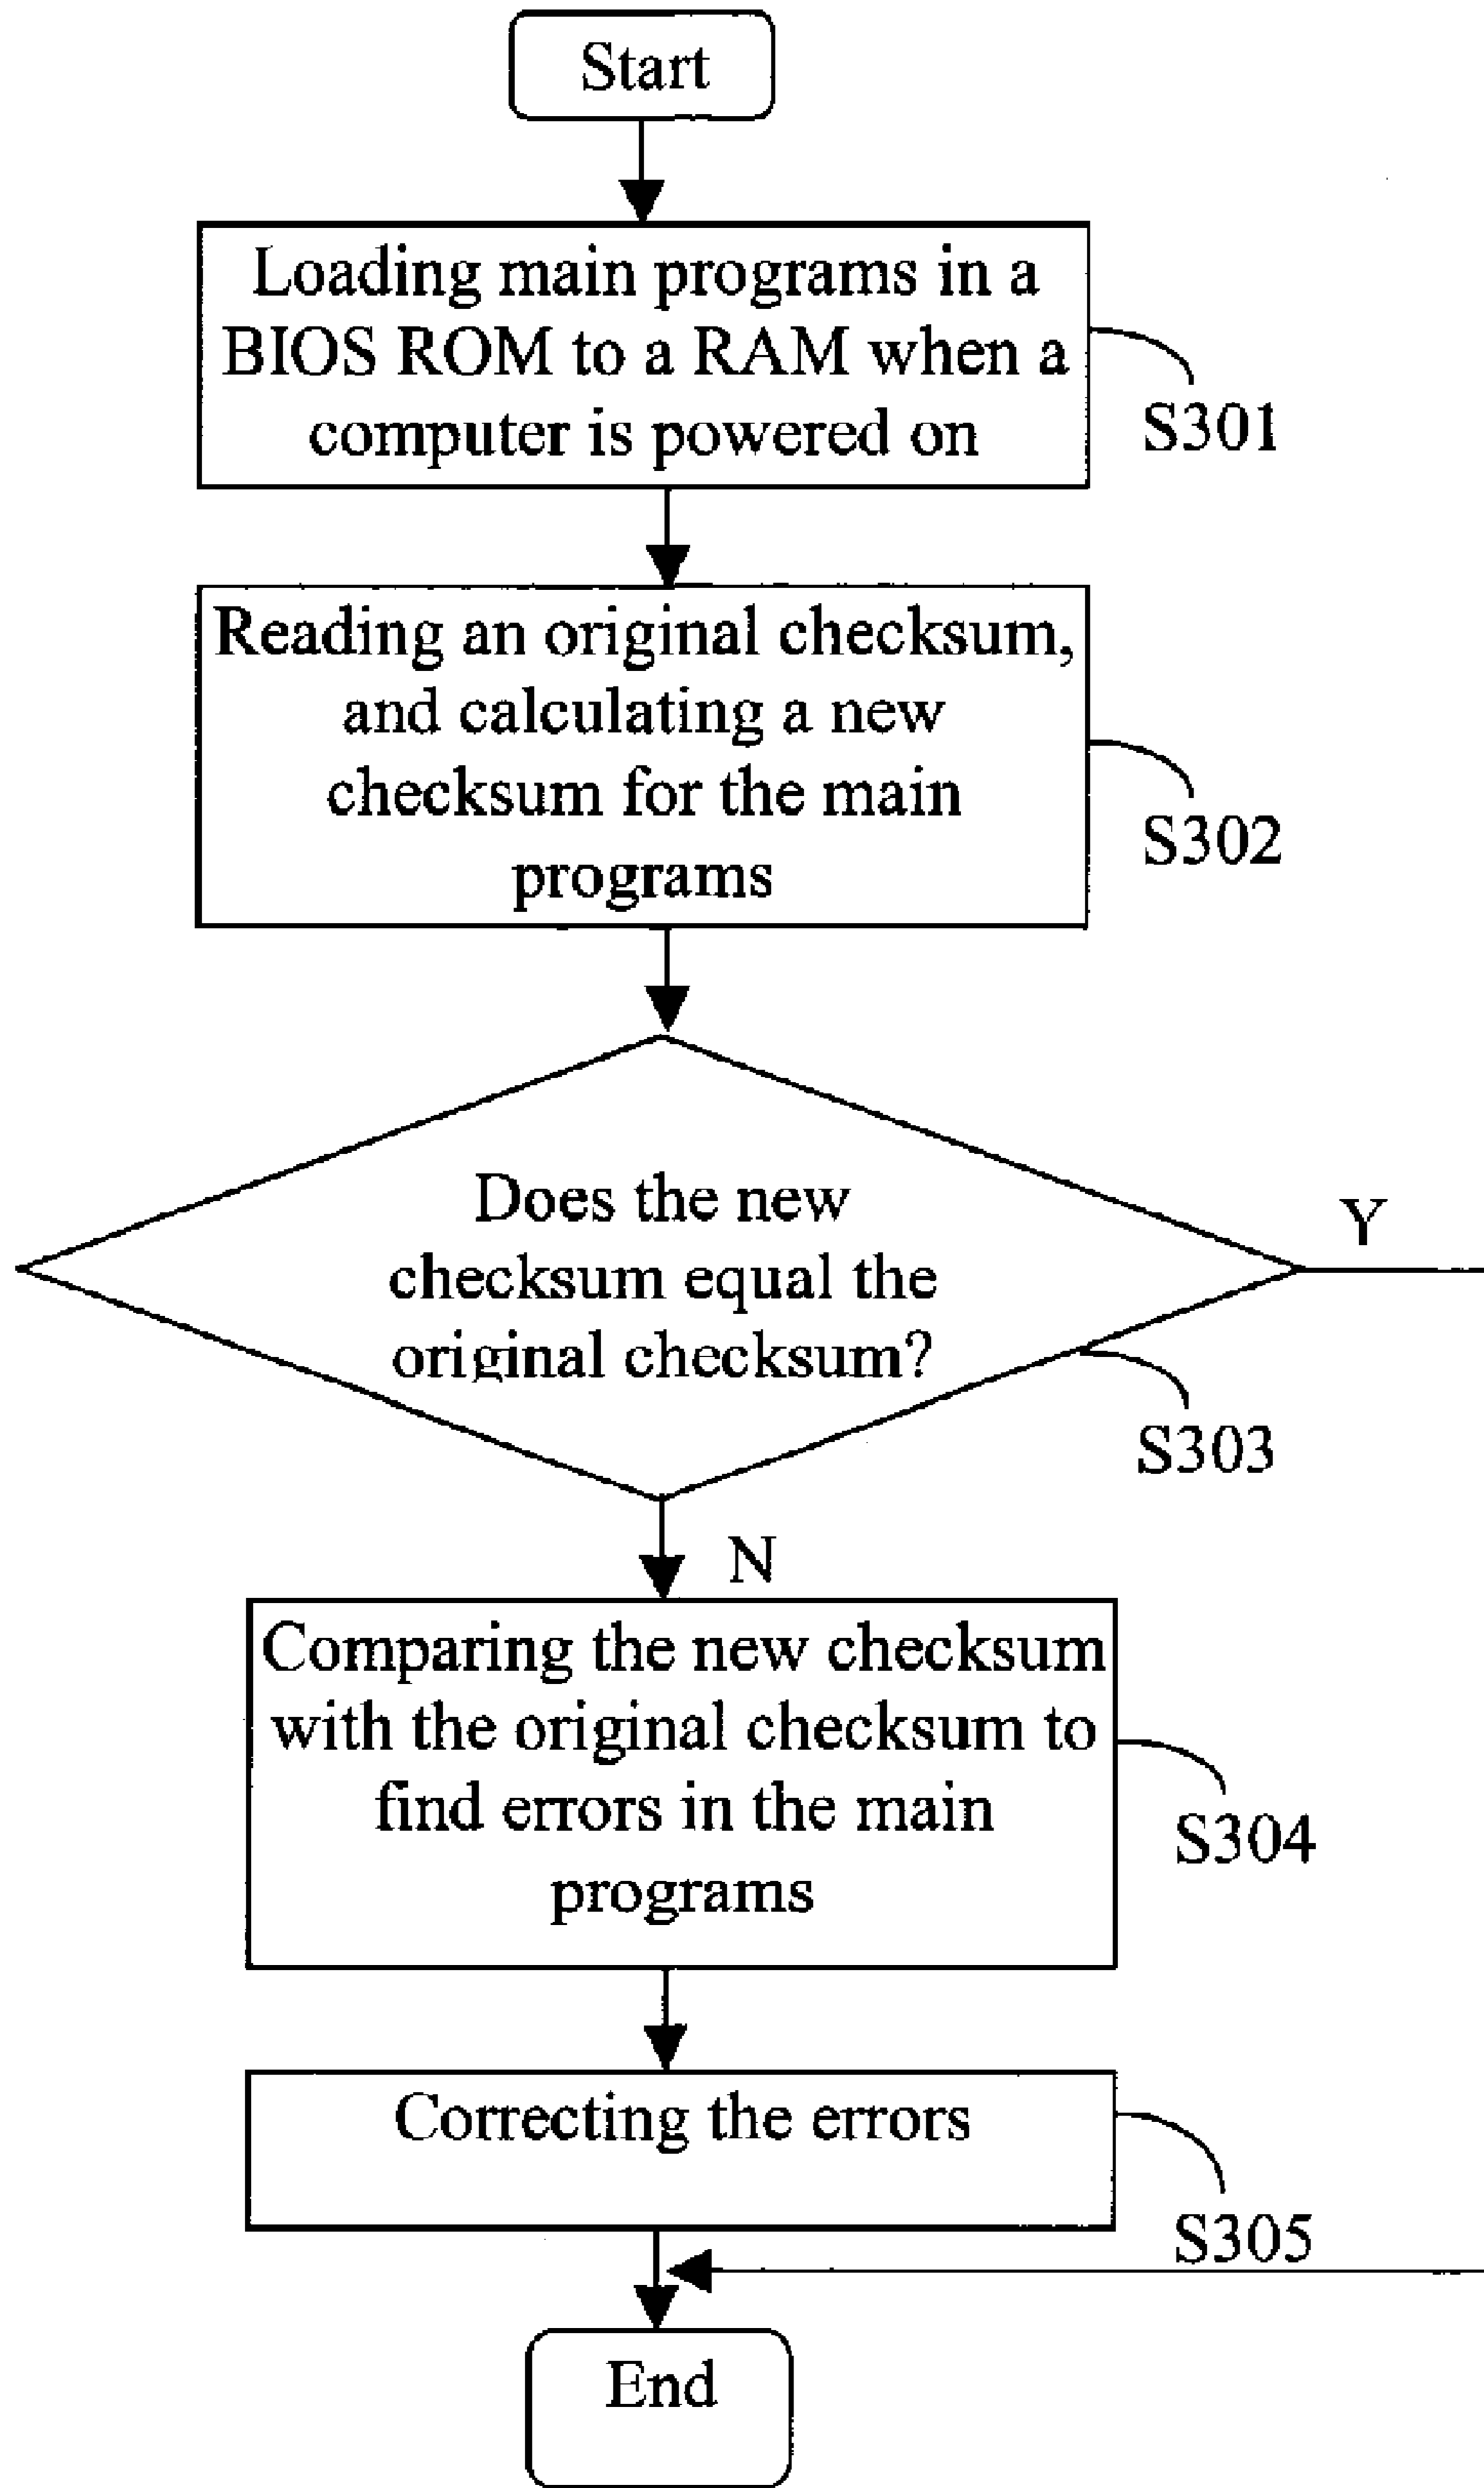 Start
Loading main programs in a
BIOS ROM to a RAM when a
computer is powered on
S301
Reading an original checksum,
and calculating a new
checksum for the main
programs
S302
Does the new
checksum equal the
original checksum?
Y
S303
N
Comparing the new checksum
with the original checksum to
find errors in the main
programs
S304
Correcting the errors
S305
End